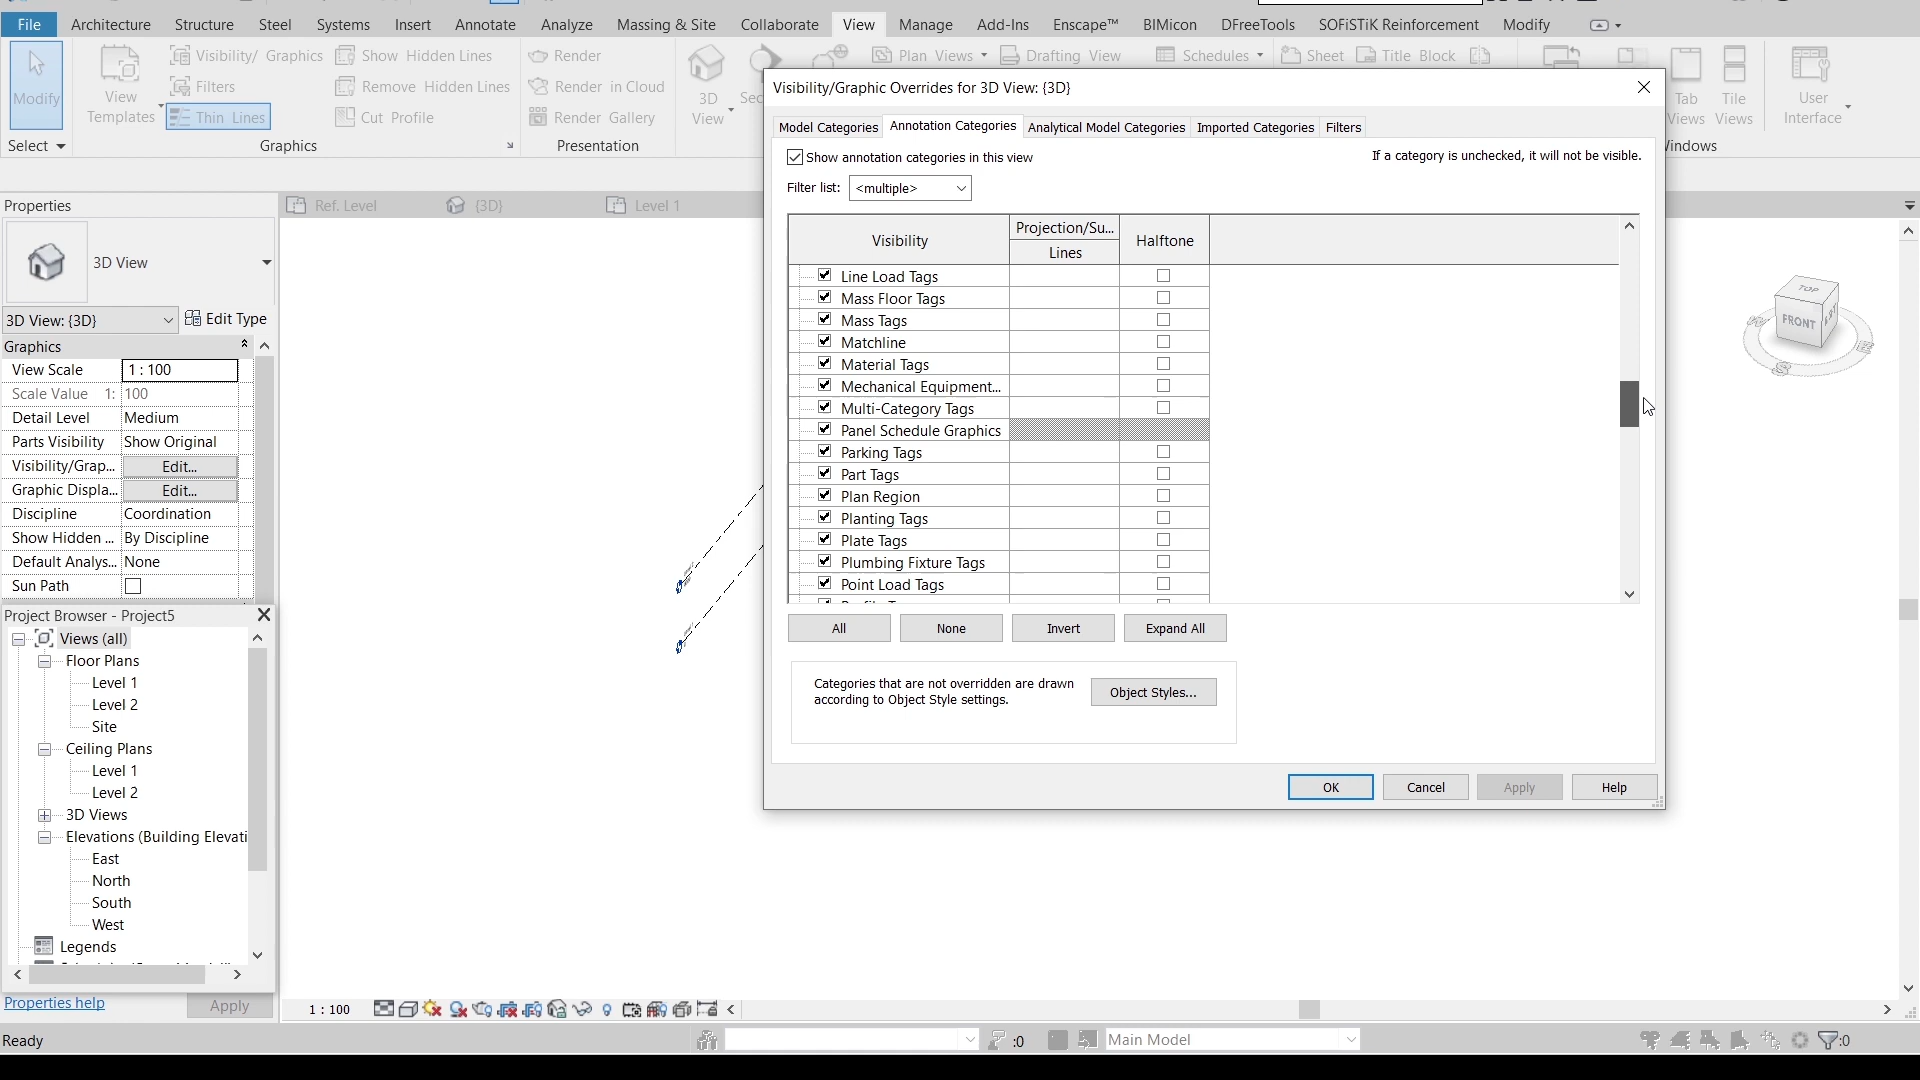 File Architecture Structure Steel Systems Insert Annotate Analyze Massing & Site Collaborate View Manage Add-Ins Enscape™ BIMicon DFreeTools SOFiSTiK Reinforcement Modify
Visibility/ Graphics Show Hidden Lines Render Plan Views Drafting View Schedules Sheet Title Block
Filters Remove Hidden Lines Render in Cloud
Modify View Templates Thin Lines Cut Profile Render Gallery 3D View Tab Views Tile Views User Interface
Select Graphics Presentation
Visibility/Graphic Overrides for 3D View: {3D}
Model Categories Annotation Categories Analytical Model Categories Imported Categories Filters
Show annotation categories in this view
If a category is unchecked, it will not be visible.
Filter list: <multiple>
Visibility Projection/Su... Halftone
Lines
Line Load Tags
Mass Floor Tags
Mass Tags
Matchline
Material Tags
Mechanical Equipment...
Multi-Category Tags
Panel Schedule Graphics
Parking Tags
Part Tags
Plan Region
Planting Tags
Plate Tags
Plumbing Fixture Tags
Point Load Tags
All None Invert Expand All
Categories that are not overridden are drawn
according to Object Style settings.
Object Styles...
OK Cancel Apply Help
Properties
Ref. Level {3D} Level 1
3D View
3D View: {3D} Edit Type
Graphics
View Scale 1 : 100
Scale Value 1: 100
Detail Level Medium
Parts Visibility Show Original
Visibility/Grap... Edit...
Graphic Displa... Edit...
Discipline Coordination
Show Hidden ... By Discipline
Default Analys... None
Sun Path
Project Browser - Project5
Views (all)
Floor Plans
Level 1
Level 2
Site
Ceiling Plans
Level 1
Level 2
3D Views
Elevations (Building Elevati
East
North
South
West
Legends
Properties help Apply
TOP
FRONT
W
S
E
1 : 100
Ready
:0
Main Model
:0